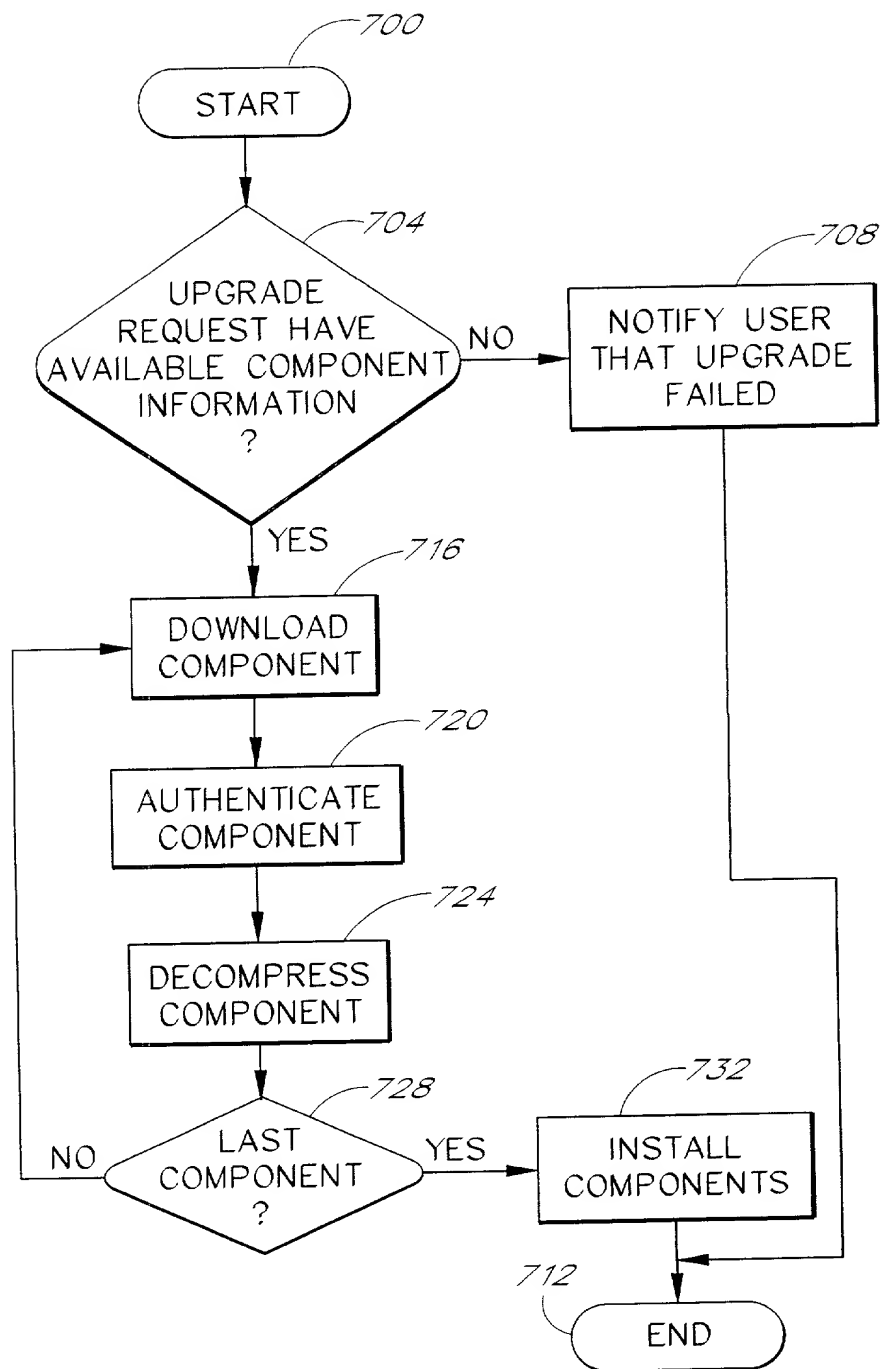 700
START
704
UPGRADE
REQUEST HAVE
AVAILABLE COMPONENT
INFORMATION
?
NO
708
NOTIFY USER
THAT UPGRADE
FAILED
YES
716
DOWNLOAD
COMPONENT
720
AUTHENTICATE
COMPONENT
724
DECOMPRESS
COMPONENT
728
LAST
COMPONENT
?
NO
YES
732
INSTALL
COMPONENTS
712
END